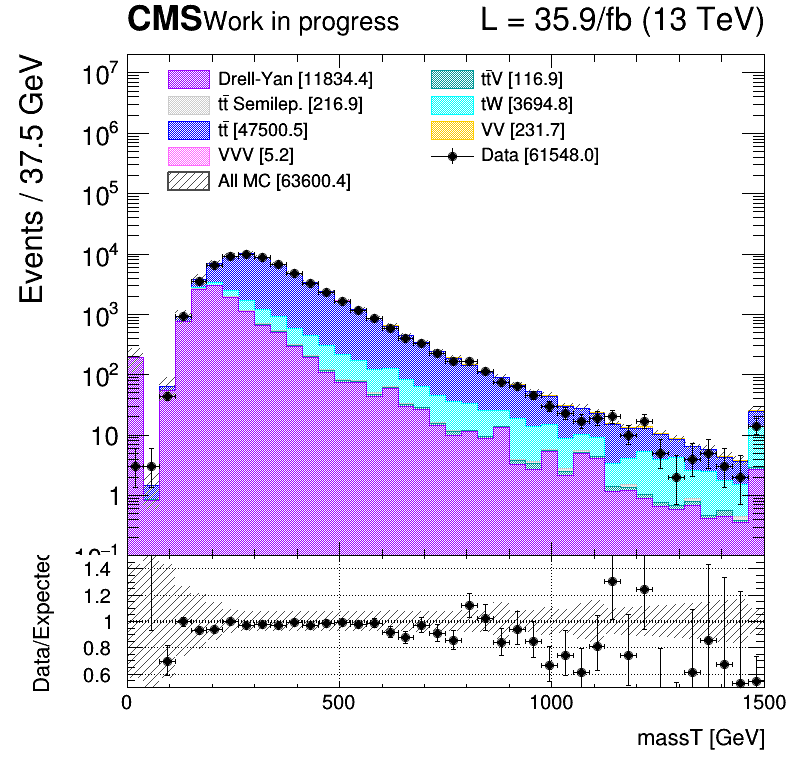 CMS Work in progress L = 35.9/fb (13 TeV)
Events / 37.5 GeV
10⁷
10⁶
10⁵
10⁴
10³
10²
10
1
10⁻¹
Drell-Yan [11834.4]
tt̄ Semilep. [216.9]
tt̄ [47500.5]
VVV [5.2]
All MC [63600.4]
tt̄V [116.9]
tW [3694.8]
VV [231.7]
Data [61548.0]
Data/Expected
1.4
1.2
1
0.8
0.6
0 500 1000 1500
massT [GeV]